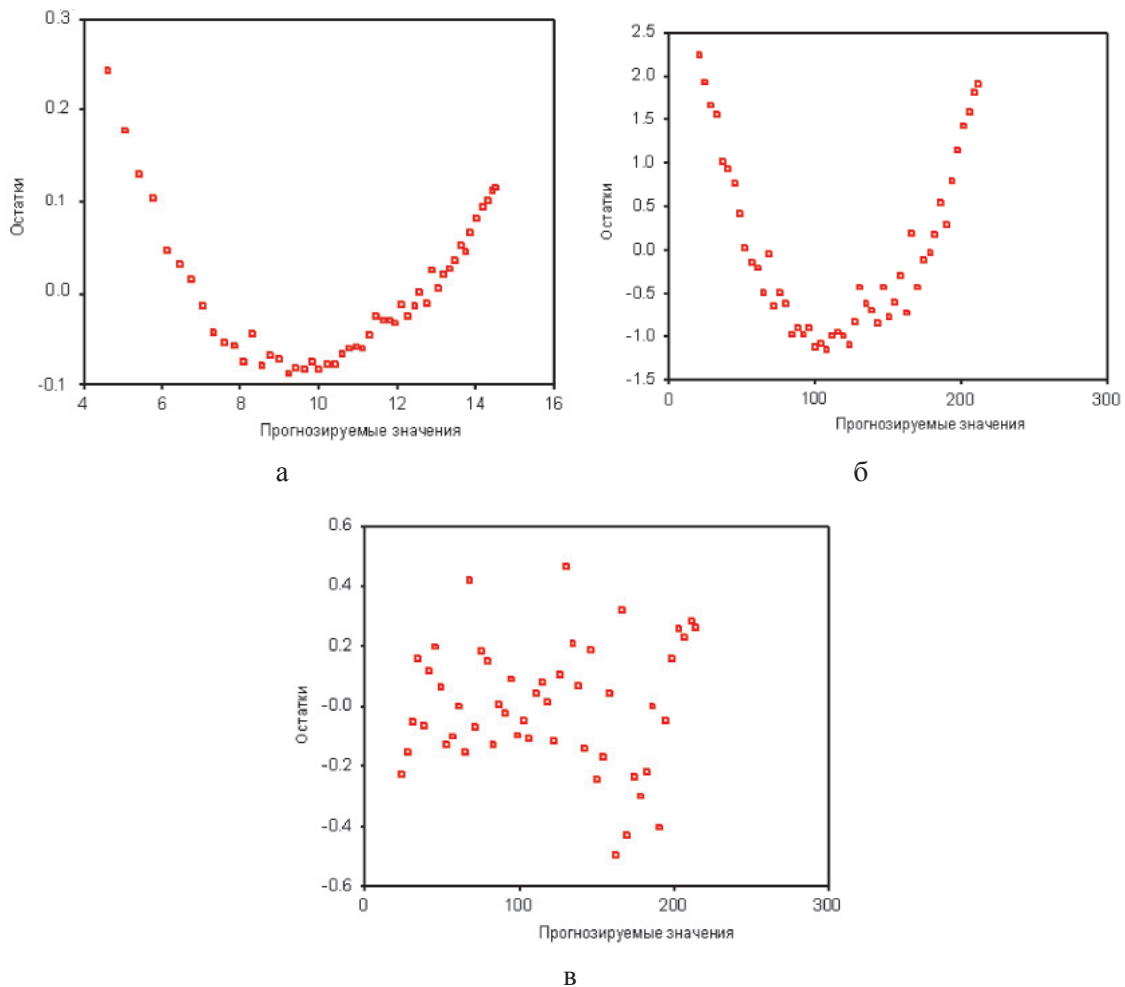 0.3
0.2
0.1
0.0
-0.1
Остатки
4 6 8 10 12 14 16
Прогнозируемые значения
а
2.5
2.0
1.5
1.0
0.5
0.0
-0.5
-1.0
-1.5
Остатки
0 100 200 300
Прогнозируемые значения
б
0.6
0.4
0.2
-0.0
-0.2
-0.4
-0.6
Остатки
0 100 200 300
Прогнозируемые значения
в